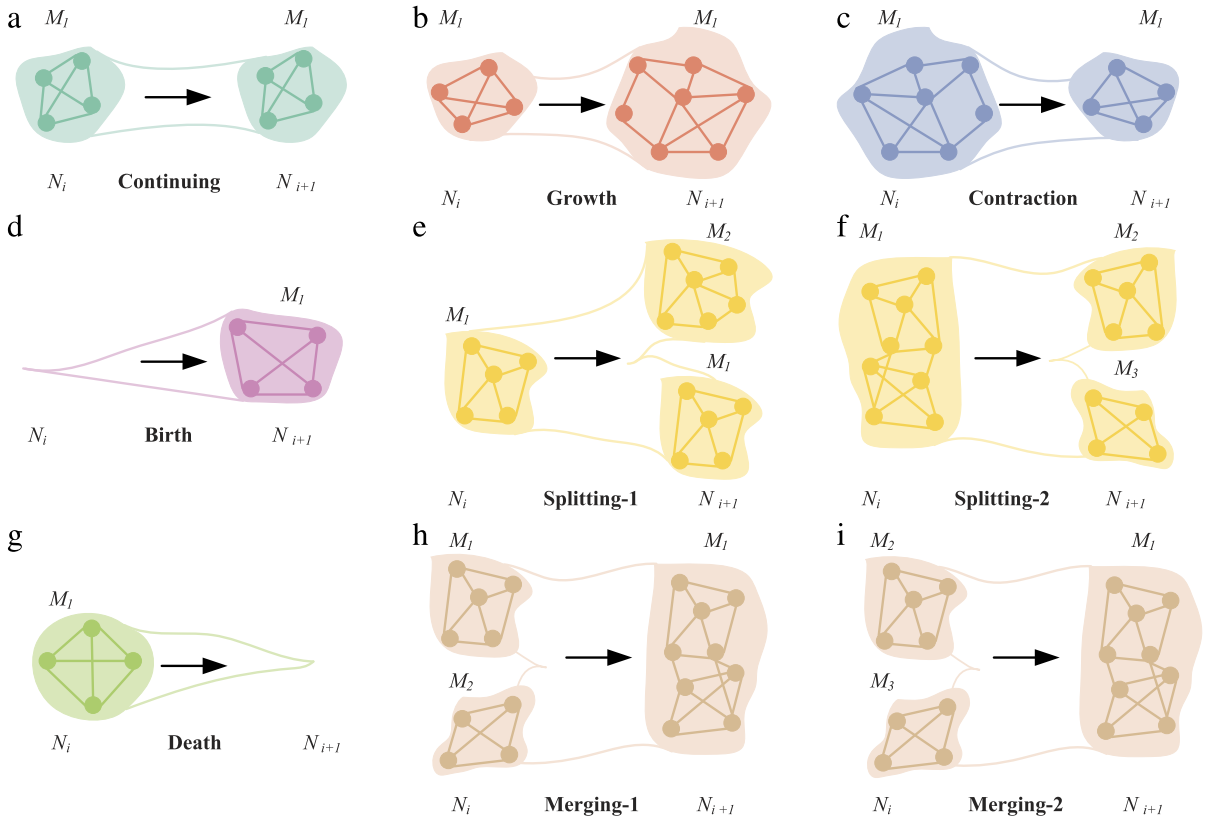 a
M1
M1
Ni
Continuing
N i+1
b
M1
M1
Ni
Growth
N i+1
c
M1
M1
Ni
Contraction
N i+1
d
M1
Ni
Birth
N i+1
e
M1
M2
M1
Ni
Splitting-1
N i+1
f
M1
M2
M3
Ni
Splitting-2
N i+1
g
M1
Ni
Death
N i+1
h
M1
M2
M1
Ni
Merging-1
Ni+1
i
M2
M3
M1
Ni
Merging-2
N i+1